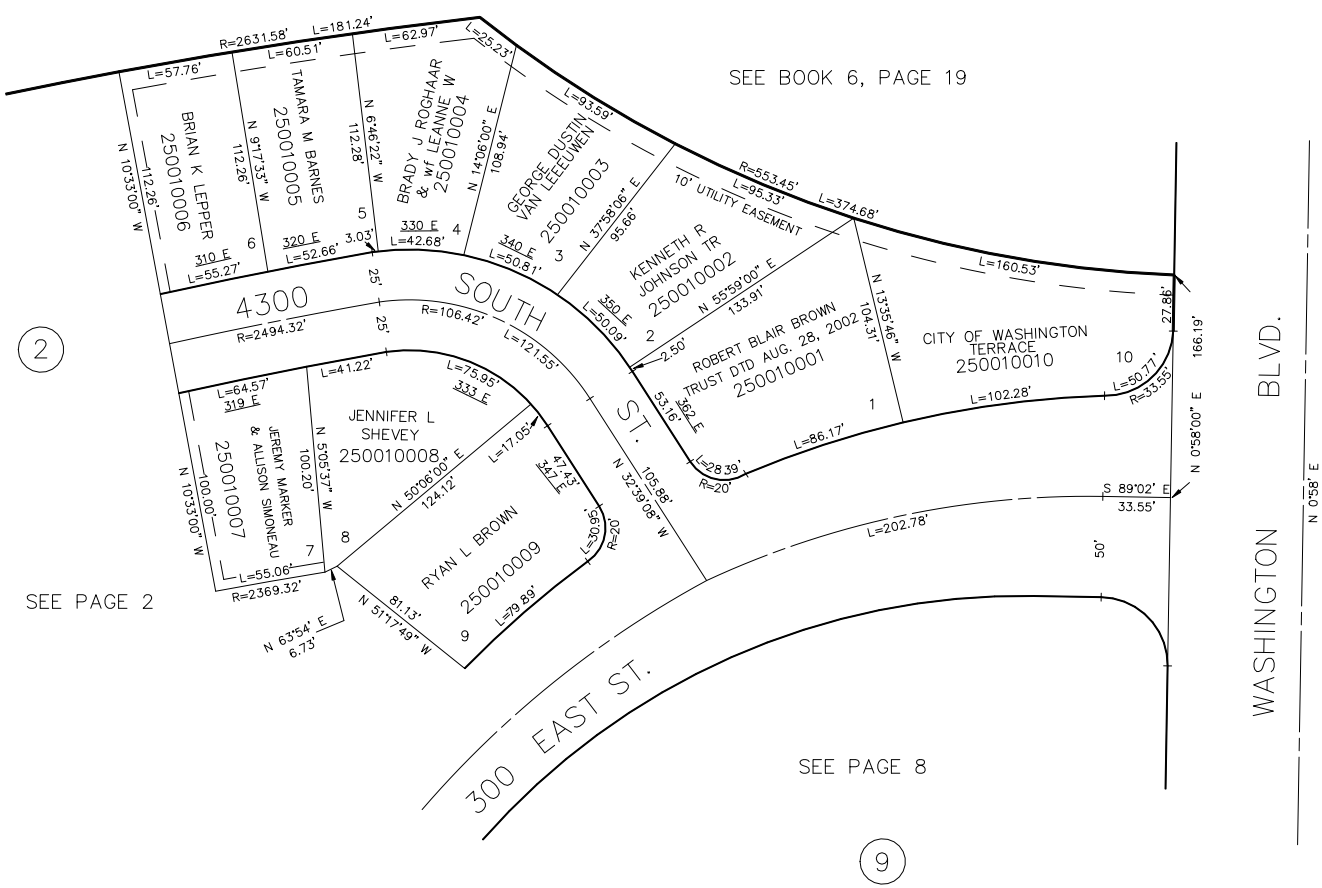 SEE BOOK 6, PAGE 19
R=2631.58'
L=181.24'
L=57.76'
L=60.51'
L=62.97'
L=25.23'
L=93.59'
R=553.45'
L=95.33'
L=374.68'
L=160.53'
10' UTILITY EASEMENT
N 10°33'00" W
112.26'
BRIAN K LEPPER
250010006
6
310 E
L=55.27'
N 9°17'33" W
112.26'
TAMARA M BARNES
250010005
5
320 E
L=52.66'
3.03'
N 6°46'22" W
112.28'
BRADY J ROGHAAR
& wf LEANNE W
250010004
4
330 E
L=42.68'
N 14°06'00" E
108.94'
GEORGE DUSTIN
VAN LEEEUWEN
250010003
3
340 E
L=50.81'
N 37°58'06" E
95.66'
KENNETH R
JOHNSON TR
250010002
2
350 E
L=50.09'
N 55°59'00" E
133.91'
2.50'
ROBERT BLAIR BROWN
TRUST DTD AUG. 28, 2002
250010001
1
362 E
53.16'
L=28.39'
R=20'
L=86.17'
N 13°35'46" W
104.31'
CITY OF WASHINGTON
TERRACE
250010010
10
L=102.28'
L=50.77'
R=33.55'
27.86'
166.19'
N 0°58'00" E
S 89°02' E
33.55'
N 0°58' E
WASHINGTON BLVD.
4300 SOUTH ST.
25'
25'
R=2494.32'
R=106.42'
L=121.55'
105.88'
N 32°39'08" W
L=64.57'
319 E
L=41.22'
L=75.95'
333 E
L=17.05'
47.43'
347 E
L=30.95'
R=20'
N 10°33'00" W
100.00'
250010007
JEREMY MARKER
& ALLISON SIMONEAU
7
L=55.06'
R=2369.32'
N 5°05'37" W
100.20'
JENNIFER L
SHEVEY
250010008
8
N 50°06'00" E
124.12'
RYAN L BROWN
250010009
9
L=79.89'
81.13'
N 51°17'49" W
N 63°54' E
6.73'
L=202.78'
50'
300 EAST ST.
2
SEE PAGE 2
SEE PAGE 8
9